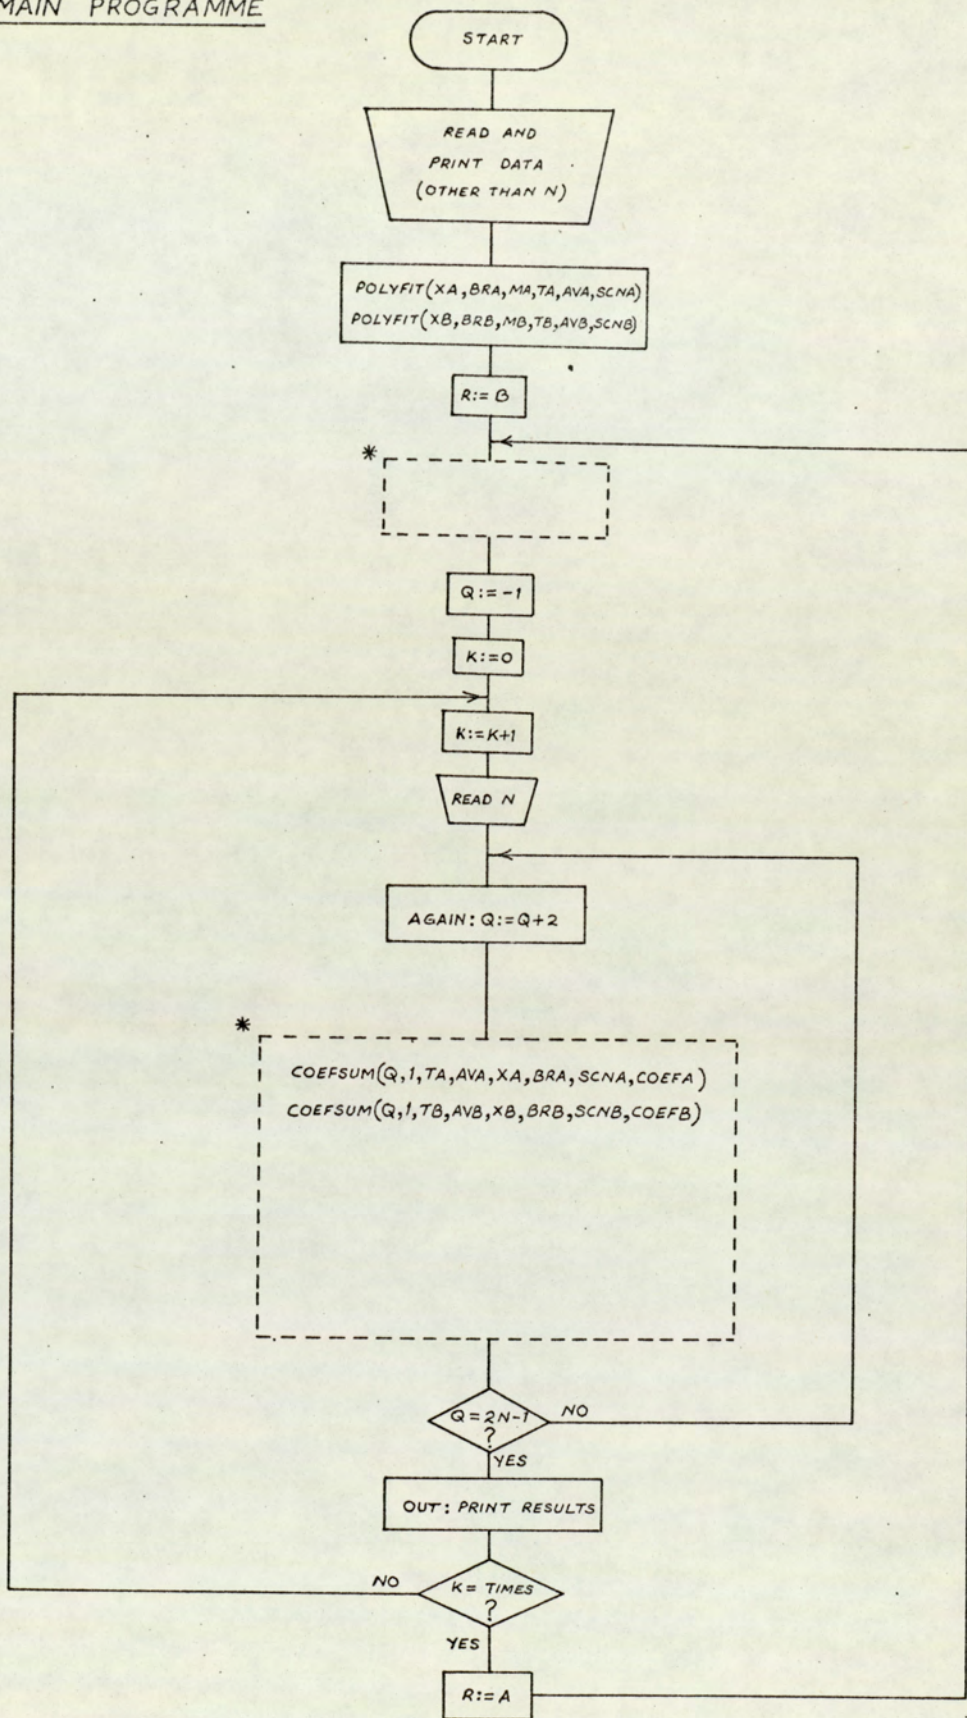 MAIN PROGRAMME
START
READ AND
PRINT DATA
(OTHER THAN N)
POLYFIT(XA,BRA,MA,TA,AVA,SCNA)
POLYFIT(XB,BRB,MB,TB,AVB,SCNB)
R:= B
*
Q:= -1
K:=0
K:=K+1
READ N
AGAIN: Q:=Q+2
*
COEFSUM(Q,1,TA,AVA,XA,BRA,SCNA,COEFA)
COEFSUM(Q,1,TB,AVB,XB,BRB,SCNB,COEFB)
Q=2N-1
?
NO
YES
OUT: PRINT RESULTS
K= TIMES
?
NO
YES
R:= A